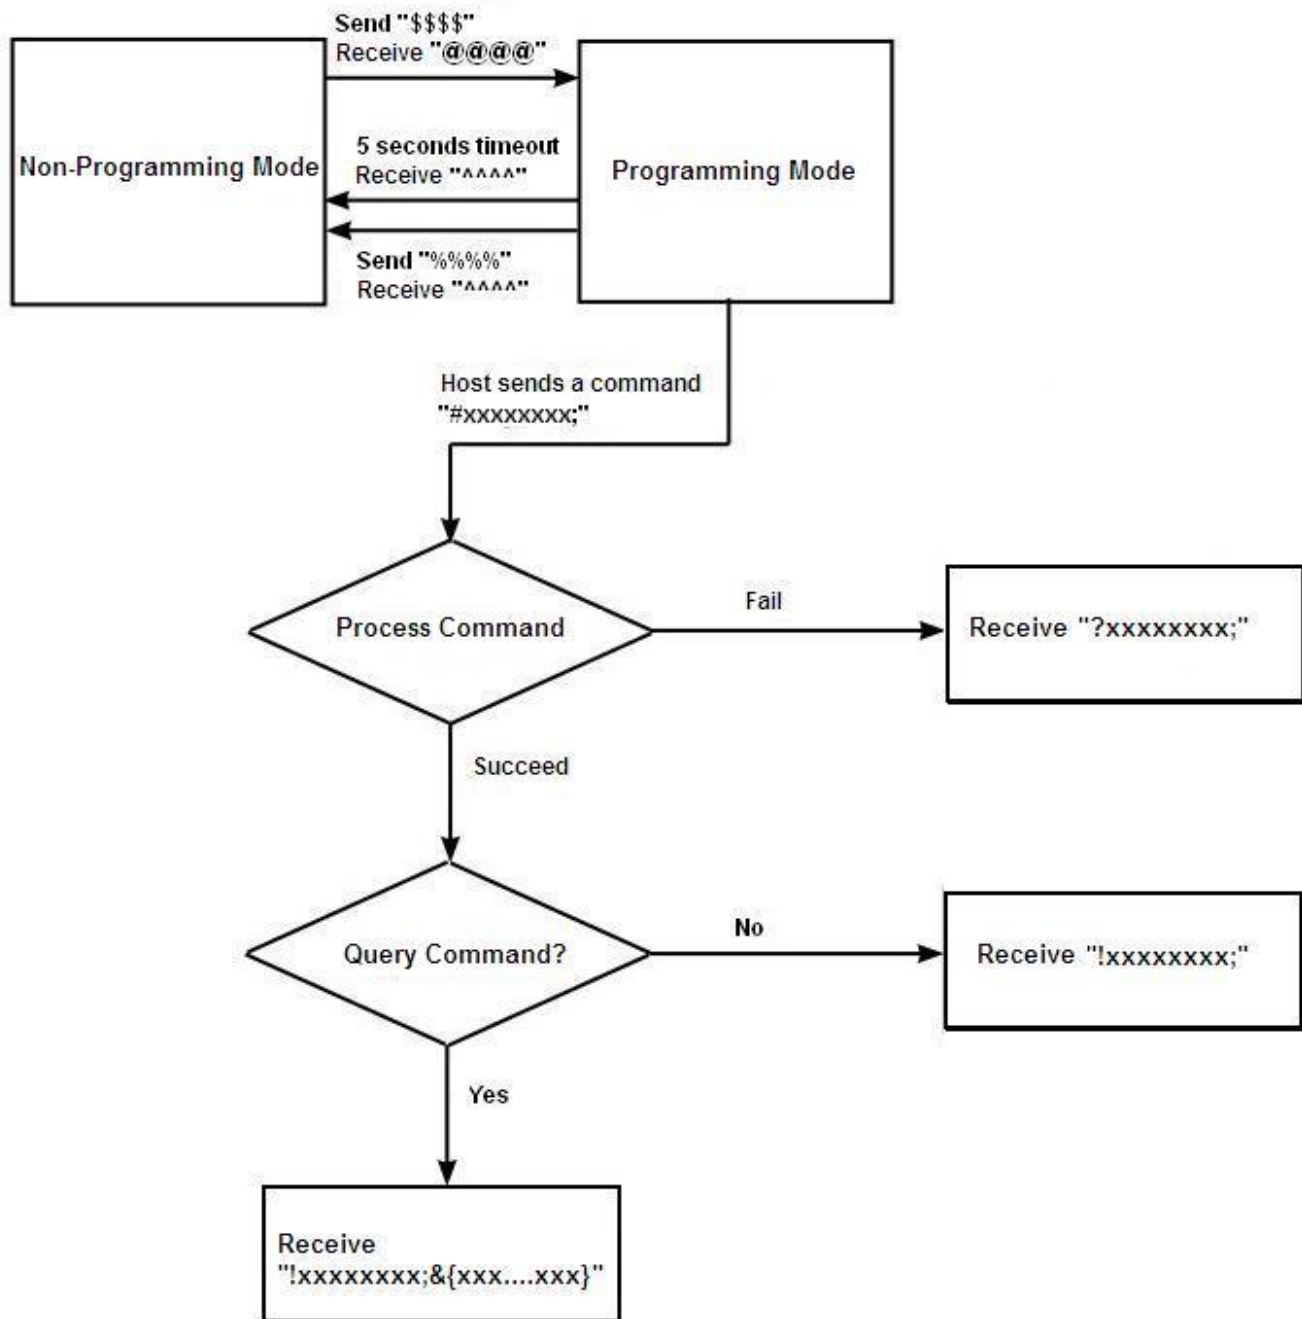 Send "$$$$"
Receive "@@@@"
Non-Programming Mode
5 seconds timeout
Receive "^^^^"
Programming Mode
Send "%%%%"
Receive "^^^^"
Host sends a command
"#xxxxxxxx;"
Process Command
Fail
Receive "?xxxxxxxx;"
Succeed
Query Command?
No
Receive "!xxxxxxxx;"
Yes
Receive
"!xxxxxxxx;&{xxx....xxx}"